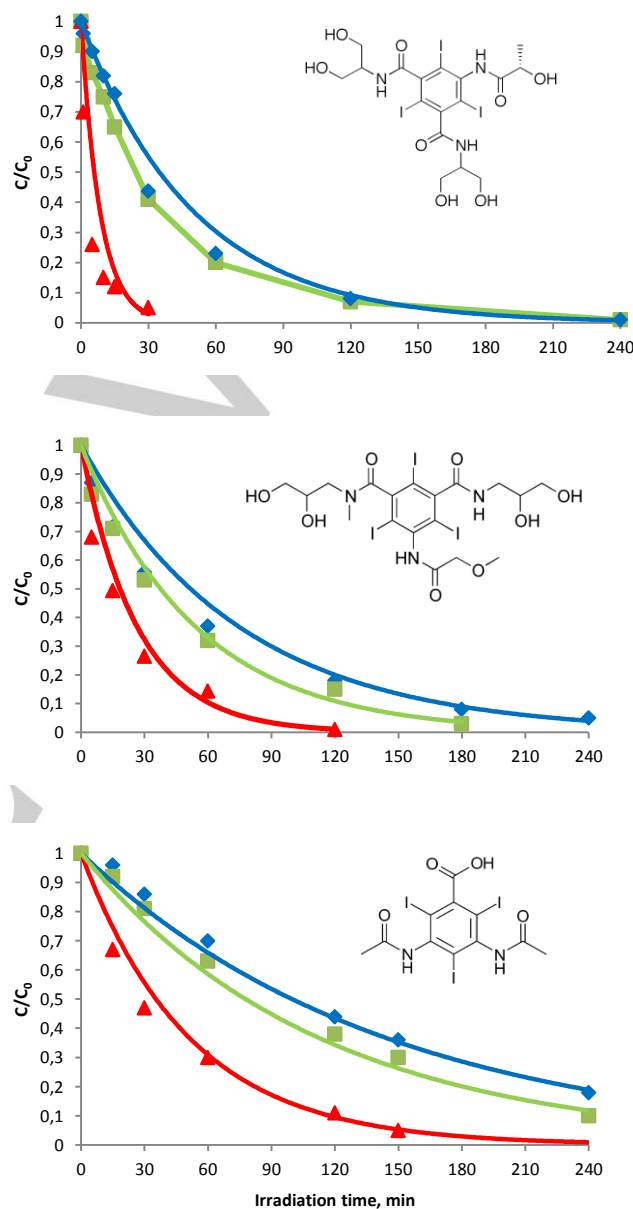 1
0,9
0,8
0,7
0,6
0,5
0,4
0,3
0,2
0,1
0
C/C₀
OH O I H
HO N N
H O OH
I I
O NH
OH OH
0 30 60 90 120 150 180 210 240
1
0,9
0,8
0,7
0,6
0,5
0,4
0,3
0,2
0,1
0
C/C₀
O I O
HO N N OH
OH I I H OH
HN O
O
0 30 60 90 120 150 180 210 240
1
0,9
0,8
0,7
0,6
0,5
0,4
0,3
0,2
0,1
0
C/C₀
O OH
O I I O
N N
H I H
0 30 60 90 120 150 180 210 240
Irradiation time, min